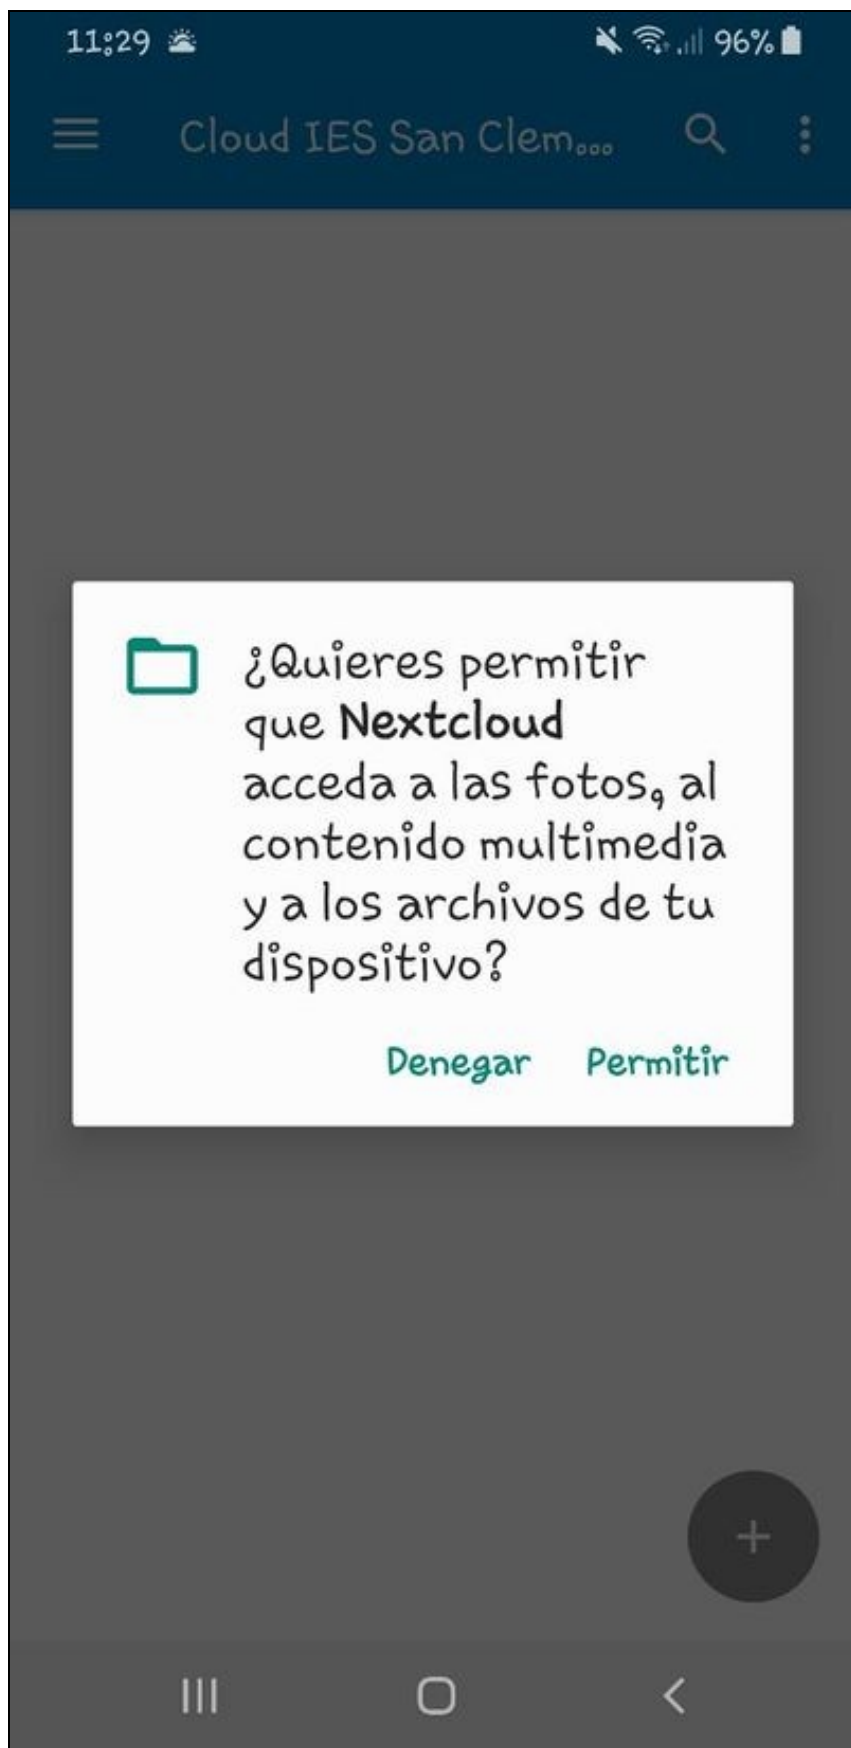 11:29 96%
Cloud IES San Clem...
¿Quieres permitir
que Nextcloud
acceda a las fotos, al
contenido multimedia
y a los archivos de tu
dispositivo?
Denegar Permitir